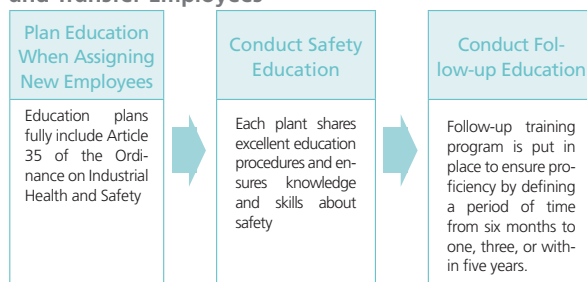 and Transfer Employees
Plan Education
When Assigning
New Employees
Education plans
fully include Article
35 of the Ordi-
nance on Industrial
Health and Safety
Conduct Safety
Education
Each plant shares
excellent education
procedures and en-
sures knowledge
and skills about
safety
Conduct Fol-
low-up Education
Follow-up training
program is put in
place to ensure pro-
ficiency by defining
a period of time
from six months to
one, three, or with-
in five years.